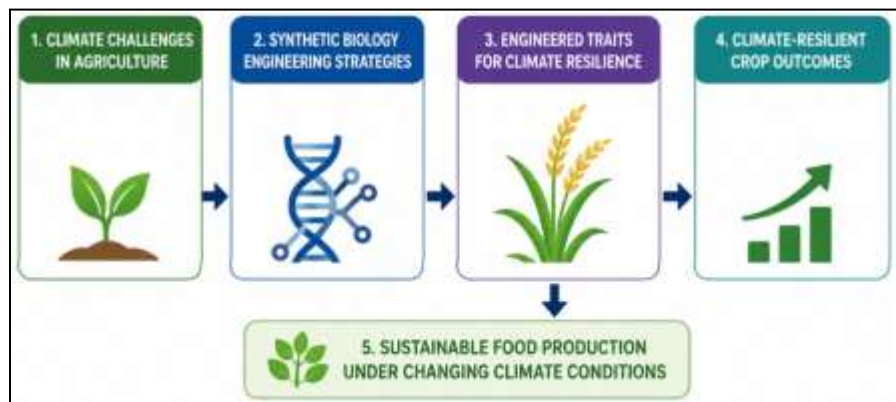 1. CLIMATE CHALLENGES
IN AGRICULTURE
2. SYNTHETIC BIOLOGY
ENGINEERING STRATEGIES
3. ENGINEERED TRAITS
FOR CLIMATE RESILIENCE
4. CLIMATE-RESILIENT
CROP OUTCOMES
5. SUSTAINABLE FOOD PRODUCTION
UNDER CHANGING CLIMATE CONDITIONS